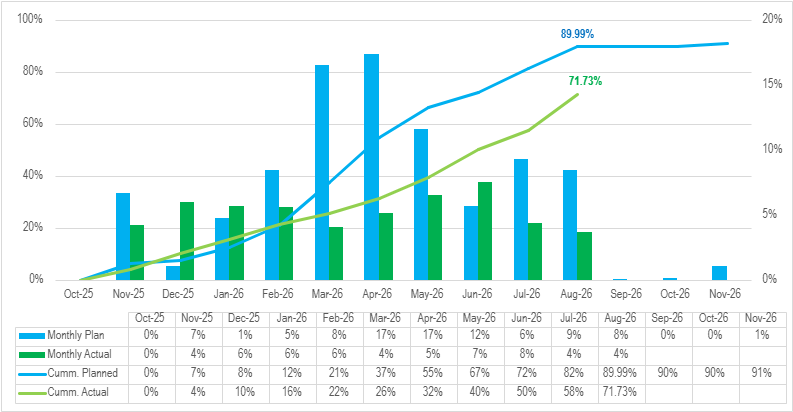 100% 20%
89.99%
80% 71.73% 15%
60%
10%
40%
5%
20%
0% 0%
Oct-25 Nov-25 Dec-25 Jan-26 Feb-26 Mar-26 Apr-26 May-26 Jun-26 Jul-26 Aug-26 Sep-26 Oct-26 Nov-26
Oct-25 Nov-25 Dec-25 Jan-26 Feb-26 Mar-26 Apr-26 May-26 Jun-26 Jul-26 Aug-26 Sep-26 Oct-26 Nov-26
Monthly Plan 0% 7% 1% 5% 8% 17% 17% 12% 6% 9% 8% 0% 0% 1%
Monthly Actual 0% 4% 6% 6% 6% 4% 5% 7% 8% 4% 4%
Cumm. Planned 0% 7% 8% 12% 21% 37% 55% 67% 72% 82% 89.99% 90% 90% 91%
Cumm. Actual 0% 4% 10% 16% 22% 26% 32% 40% 50% 58% 71.73%